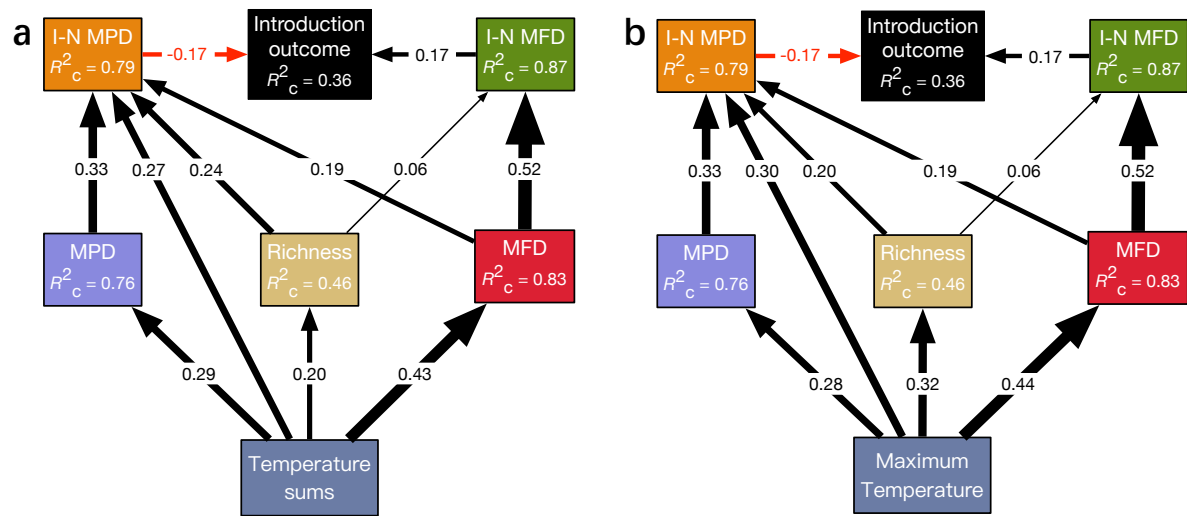 a
I-N MPD
R²c = 0.79
-0.17
Introduction
outcome
R²c = 0.36
0.17
I-N MFD
R²c = 0.87
0.33
0.27
0.24
0.19
0.06
0.52
MPD
R²c = 0.76
Richness
R²c = 0.46
MFD
R²c = 0.83
0.29
0.20
0.43
Temperature
sums
b
I-N MPD
R²c = 0.79
-0.17
Introduction
outcome
R²c = 0.36
0.17
I-N MFD
R²c = 0.87
0.33
0.30
0.20
0.19
0.06
0.52
MPD
R²c = 0.76
Richness
R²c = 0.46
MFD
R²c = 0.83
0.28
0.32
0.44
Maximum
Temperature